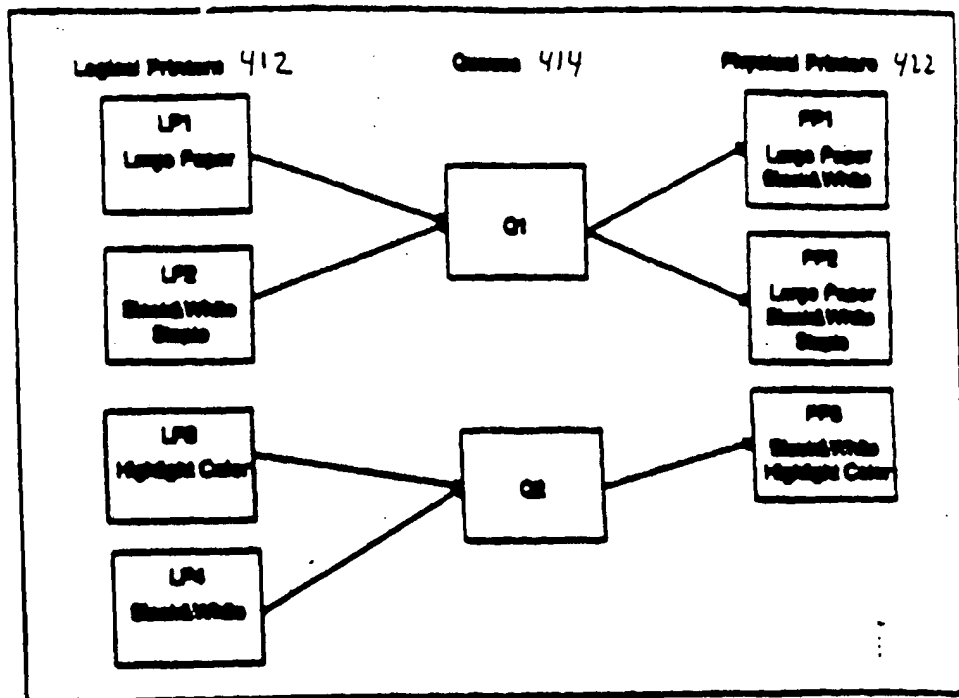 Logical Printers 412
Queues 414
Physical Printers 422
LP1
Large Paper
LP2
Black&White
Staple
LP3
Highlight Color
LP4
Black&White
Q1
Q2
PP1
Large Paper
Black&White
PP2
Large Paper
Black&White
Staple
PP3
Black&White
Highlight Color